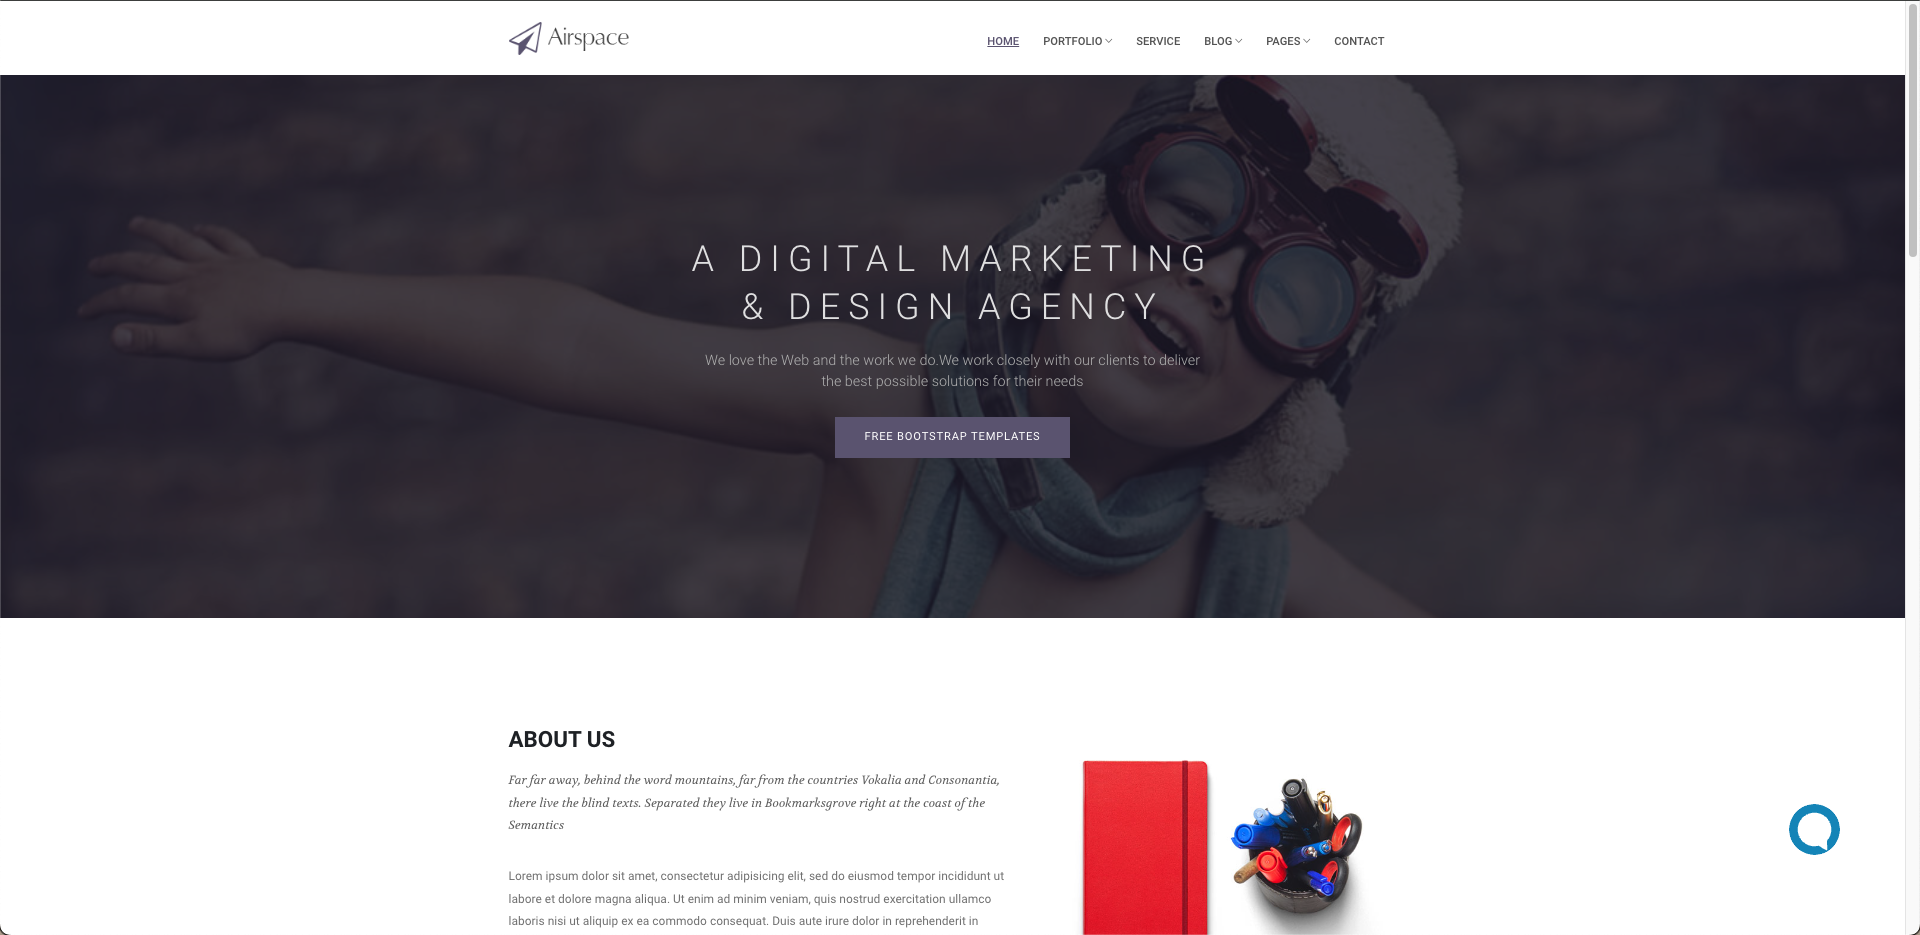 Airspace
HOME PORTFOLIO SERVICE BLOG PAGES CONTACT
A DIGITAL MARKETING
& DESIGN AGENCY
We love the Web and the work we do.We work closely with our clients to deliver
the best possible solutions for their needs
FREE BOOTSTRAP TEMPLATES
ABOUT US
Far far away, behind the word mountains, far from the countries Vokalia and Consonantia,
there live the blind texts. Separated they live in Bookmarksgrove right at the coast of the
Semantics
Lorem ipsum dolor sit amet, consectetur adipisicing elit, sed do eiusmod tempor incididunt ut
labore et dolore magna aliqua. Ut enim ad minim veniam, quis nostrud exercitation ullamco
laboris nisi ut aliquip ex ea commodo consequat. Duis aute irure dolor in reprehenderit in